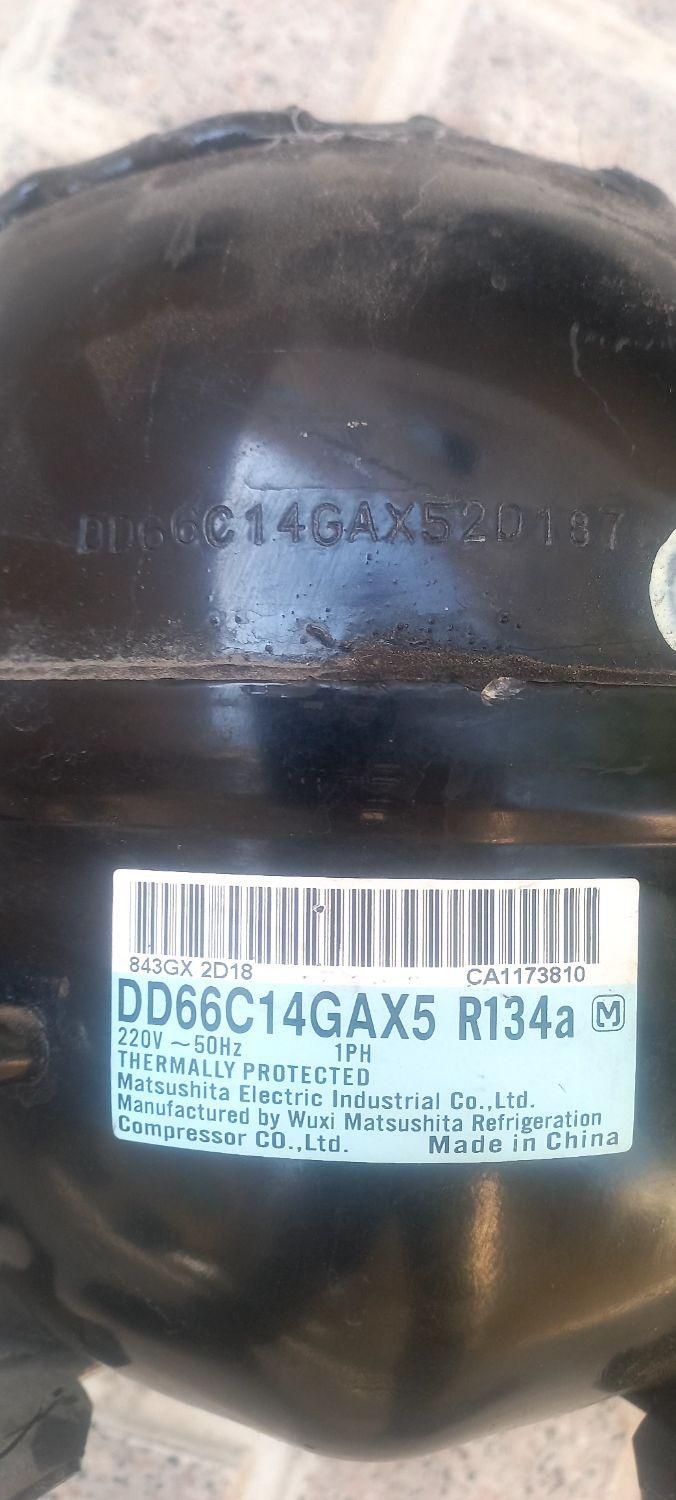 DD66C14GAX52D187
843GX 2D18 CA1173810
DD66C14GAX5 R134a M
220V ~50Hz 1PH
THERMALLY PROTECTED
Matsushita Electric Industrial Co.,Ltd.
Manufactured by Wuxi Matsushita Refrigeration
Compressor CO.,Ltd. Made in China